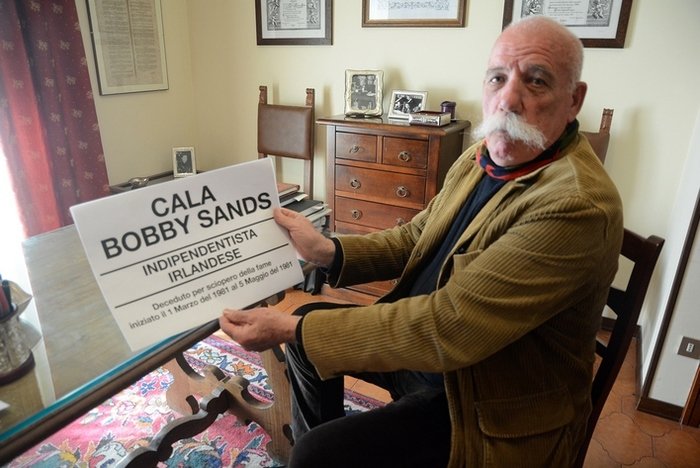 CALA
BOBBY SANDS
INDIPENDENTISTA
IRLANDESE
Deceduto per sciopero della fame
iniziato il 1 Marzo del 1981 al 5 Maggio del 1981